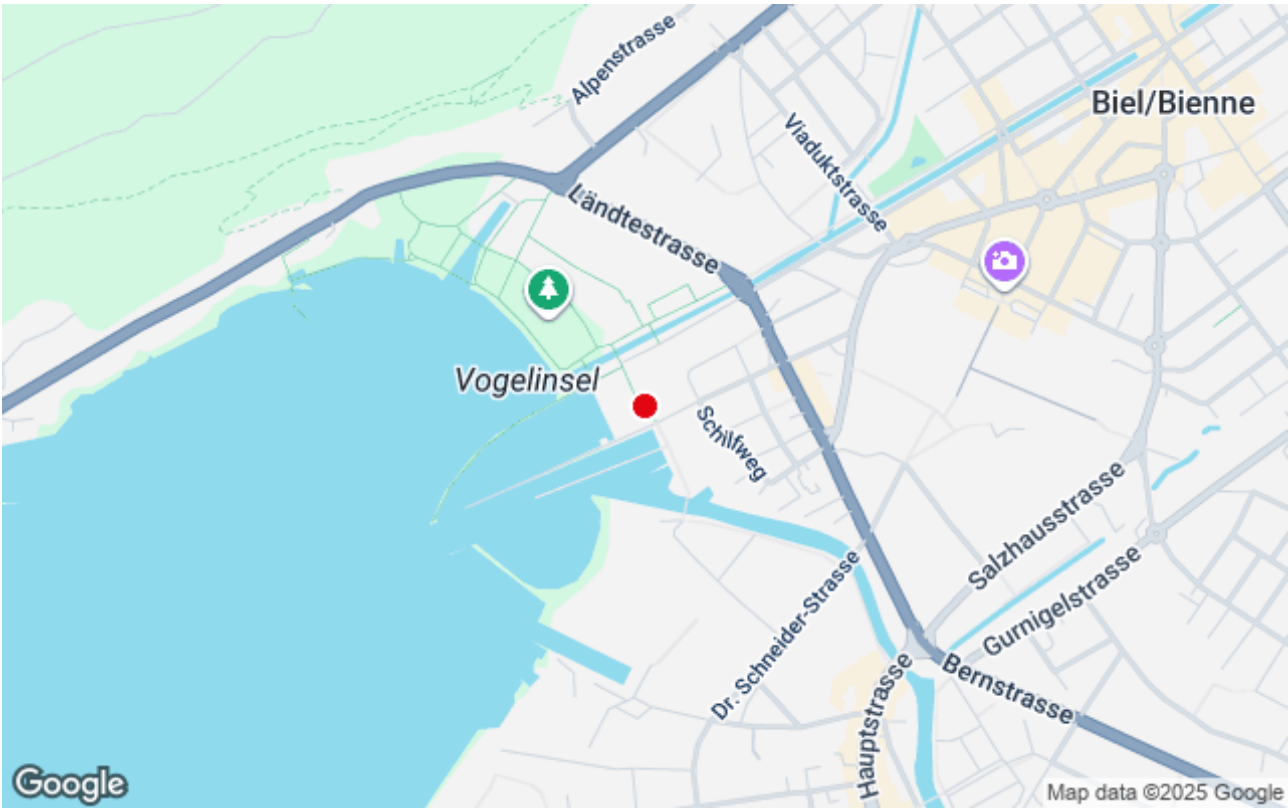 Alpenstrasse
Biel/Bienne
Viaduktstrasse
Ländtestrasse
Vogelinsel
Schilfweg
Salzhausstrasse
Gurnigelstrasse
Dr. Schneider-Strasse
Hauptstrasse
Bernstrasse
Google
Map data ©2025 Google